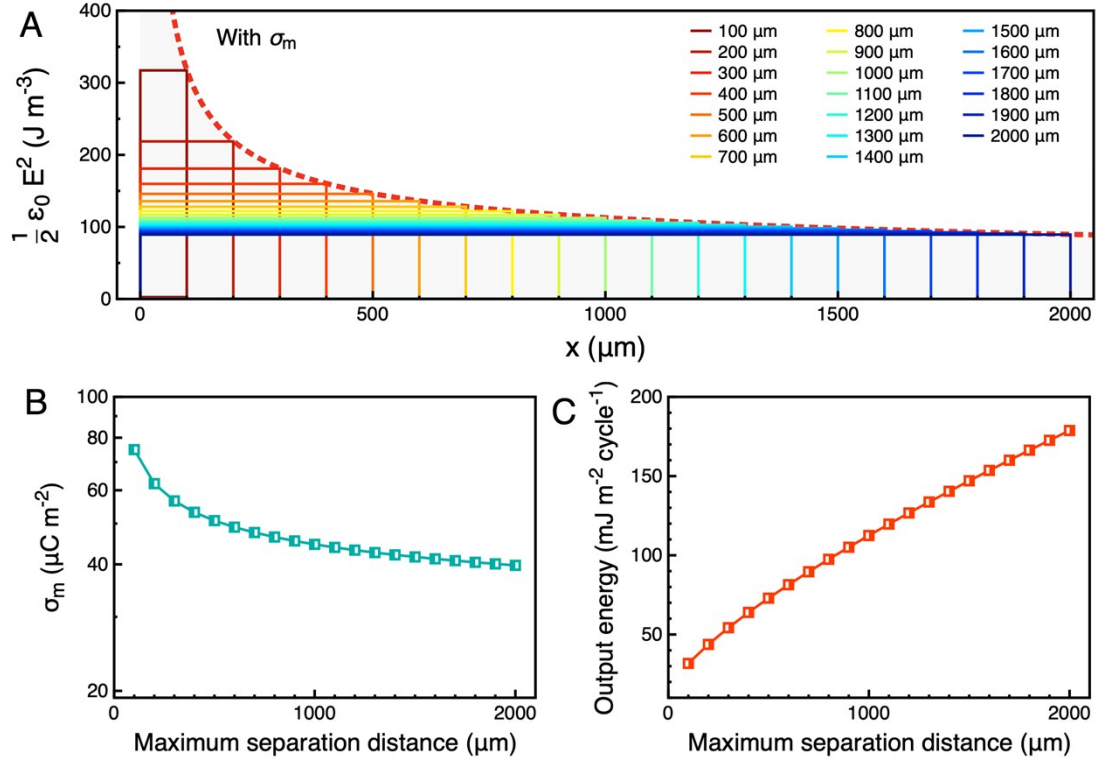 A
With σm
½ ε₀ E² (J m⁻³)
400
300
200
100
0
0
500
1000
1500
2000
x (μm)
100 μm
200 μm
300 μm
400 μm
500 μm
600 μm
700 μm
800 μm
900 μm
1000 μm
1100 μm
1200 μm
1300 μm
1400 μm
1500 μm
1600 μm
1700 μm
1800 μm
1900 μm
2000 μm
B
σm (μC m⁻²)
100
80
60
40
20
0
1000
2000
Maximum separation distance (μm)
C
Output energy (mJ m⁻² cycle⁻¹)
200
150
100
50
0
1000
2000
Maximum separation distance (μm)